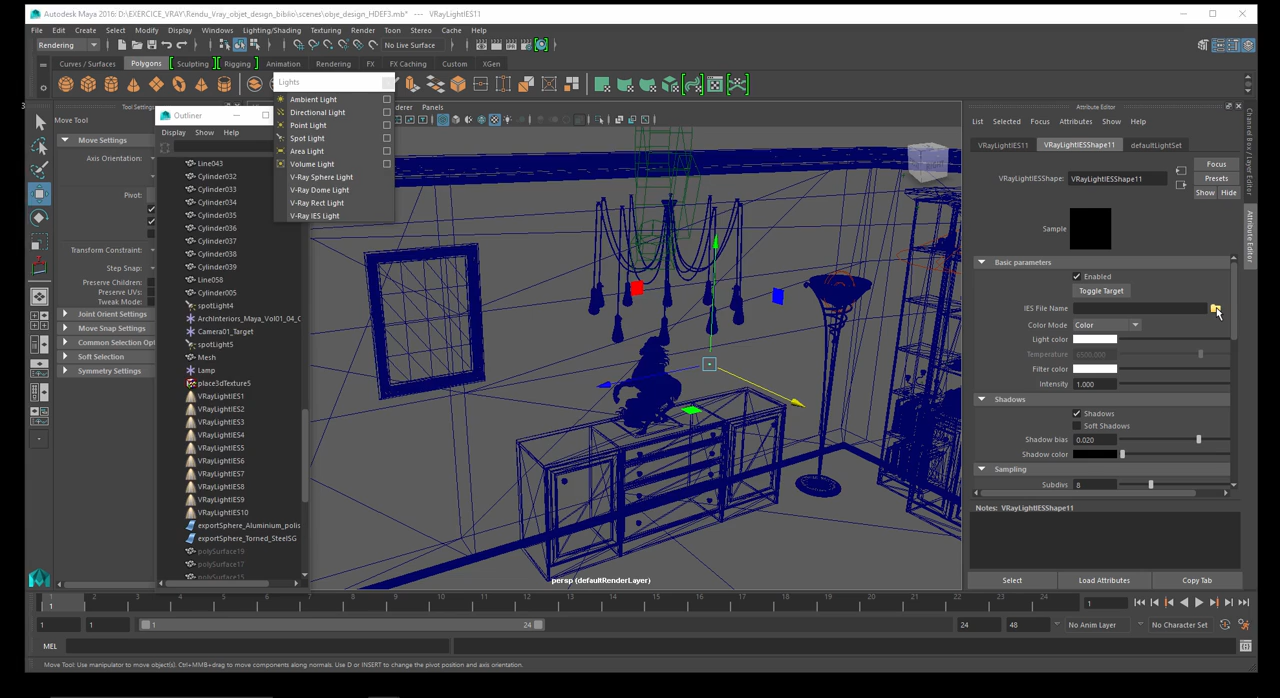 Autodesk Maya 2016: D:\EXERCICE_VRAY\Rendu_Vray_objet_design_biblio\scenes\obje_design_HDEF3.mb* --- VRayLightIES11
File Edit Create Select Modify Display Windows Lighting/Shading Texturing Render Toon Stereo Cache Help
Rendering No Live Surface
Curves / Surfaces Polygons Sculpting Rigging Animation Rendering FX FX Caching Custom XGen
Tool Settings
Move Tool
Move Settings
Axis Orientation:
Pivot:
Transform Constraint:
Step Snap:
Preserve Children:
Preserve UVs:
Tweak Mode:
Joint Orient Settings
Move Snap Settings
Common Selection Opt
Soft Selection
Symmetry Settings
Outliner
Display Show Help
Line043
Cylinder032
Cylinder033
Cylinder034
Cylinder035
Cylinder036
Cylinder037
Cylinder038
Cylinder039
Line058
Cylinder005
spotLight4
ArchInteriors_Maya_Vol01_04_C
Camera01_Target
spotLight5
Mesh
Lamp
place3dTexture5
VRayLightIES1
VRayLightIES2
VRayLightIES3
VRayLightIES4
VRayLightIES5
VRayLightIES6
VRayLightIES7
VRayLightIES8
VRayLightIES9
VRayLightIES10
exportSphere_Aluminium_polis
exportSphere_Torned_SteelSG
polySurface19
polySurface17
polySurface15
Lights
Ambient Light
Directional Light
Point Light
Spot Light
Area Light
Volume Light
V-Ray Sphere Light
V-Ray Dome Light
V-Ray Rect Light
V-Ray IES Light
derer Panels
persp (defaultRenderLayer)
Attribute Editor
List Selected Focus Attributes Show Help
VRayLightIES11 VRayLightIESShape11 defaultLightSet
VRayLightIESShape: VRayLightIESShape11
Focus
Presets
Show Hide
Sample
Basic parameters
Enabled
Toggle Target
IES File Name
Color Mode Color
Light color
Temperature 6500.000
Filter color
Intensity 1.000
Shadows
Shadows
Soft Shadows
Shadow bias 0.020
Shadow color
Sampling
Subdivs 8
Notes: VRayLightIESShape11
Select Load Attributes Copy Tab
Channel Box / Layer Editor
Attribute Editor
1 2 3 4 5 6 7 8 9 10 11 12 13 14 15 16 17 18 19 20 21 22 23 24
1 1
1 1 1 24 24 48 No Anim Layer No Character Set
MEL
Move Tool: Use manipulator to move object(s). Ctrl+MMB+drag to move components along normals. Use D or INSERT to change the pivot position and axis orientation.